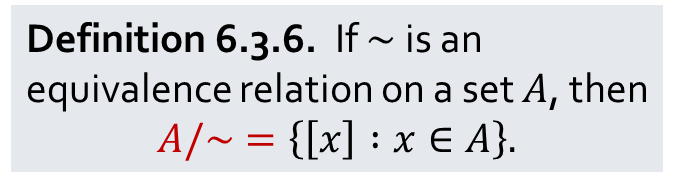 Definition 6.3.6. If ~ is an
equivalence relation on a set A, then
A/~ = {[x] : x ∈ A}.